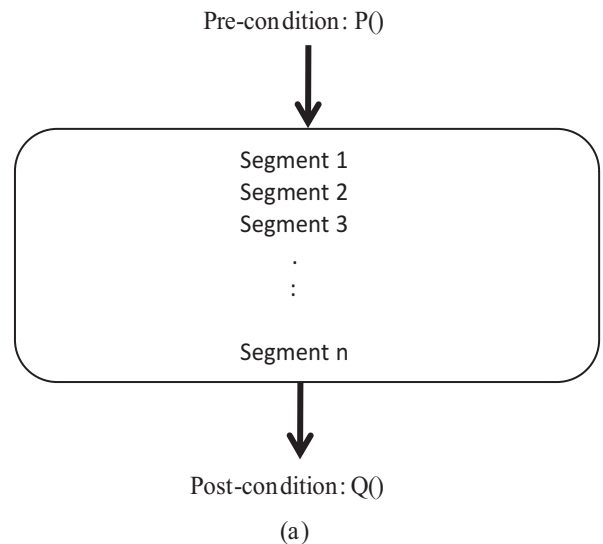 Pre-condition: P()
Segment 1
Segment 2
Segment 3
.
:
Segment n
Post-condition: Q()
(a)